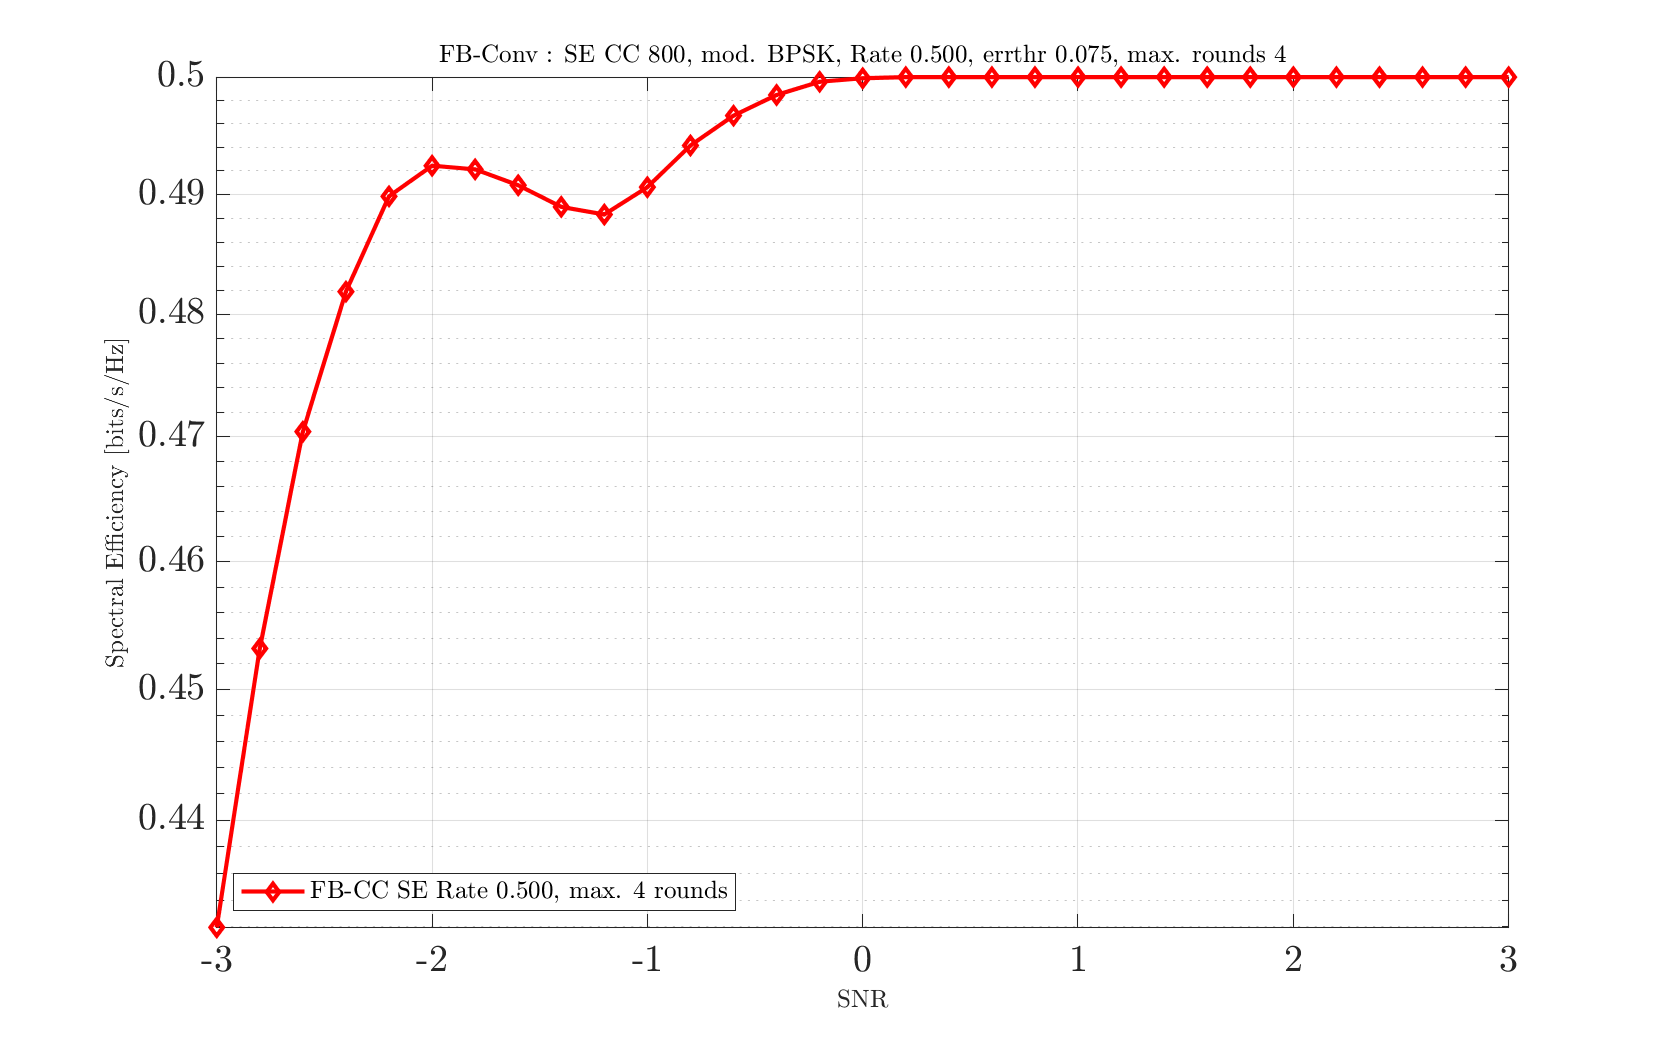 FB-Conv : SE CC 800, mod. BPSK, Rate 0.500, errthr 0.075, max. rounds 4
0.5
0.49
0.48
0.47
0.46
0.45
0.44
Spectral Efficiency [bits/s/Hz]
FB-CC SE Rate 0.500, max. 4 rounds
-3 -2 -1 0 1 2 3
SNR